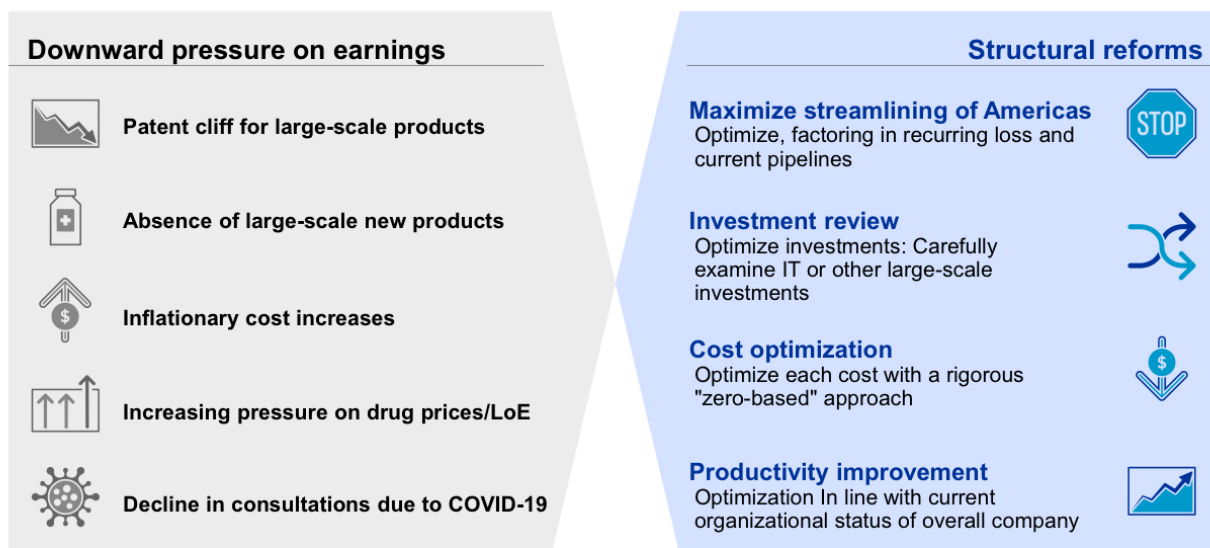 Downward pressure on earnings
Patent cliff for large-scale products
Absence of large-scale new products
$
Inflationary cost increases
Increasing pressure on drug prices/LoE
Decline in consultations due to COVID-19
Structural reforms
Maximize streamlining of Americas
Optimize, factoring in recurring loss and
current pipelines
STOP
Investment review
Optimize investments: Carefully
examine IT or other large-scale
investments
Cost optimization
Optimize each cost with a rigorous
"zero-based" approach
$
Productivity improvement
Optimization In line with current
organizational status of overall company